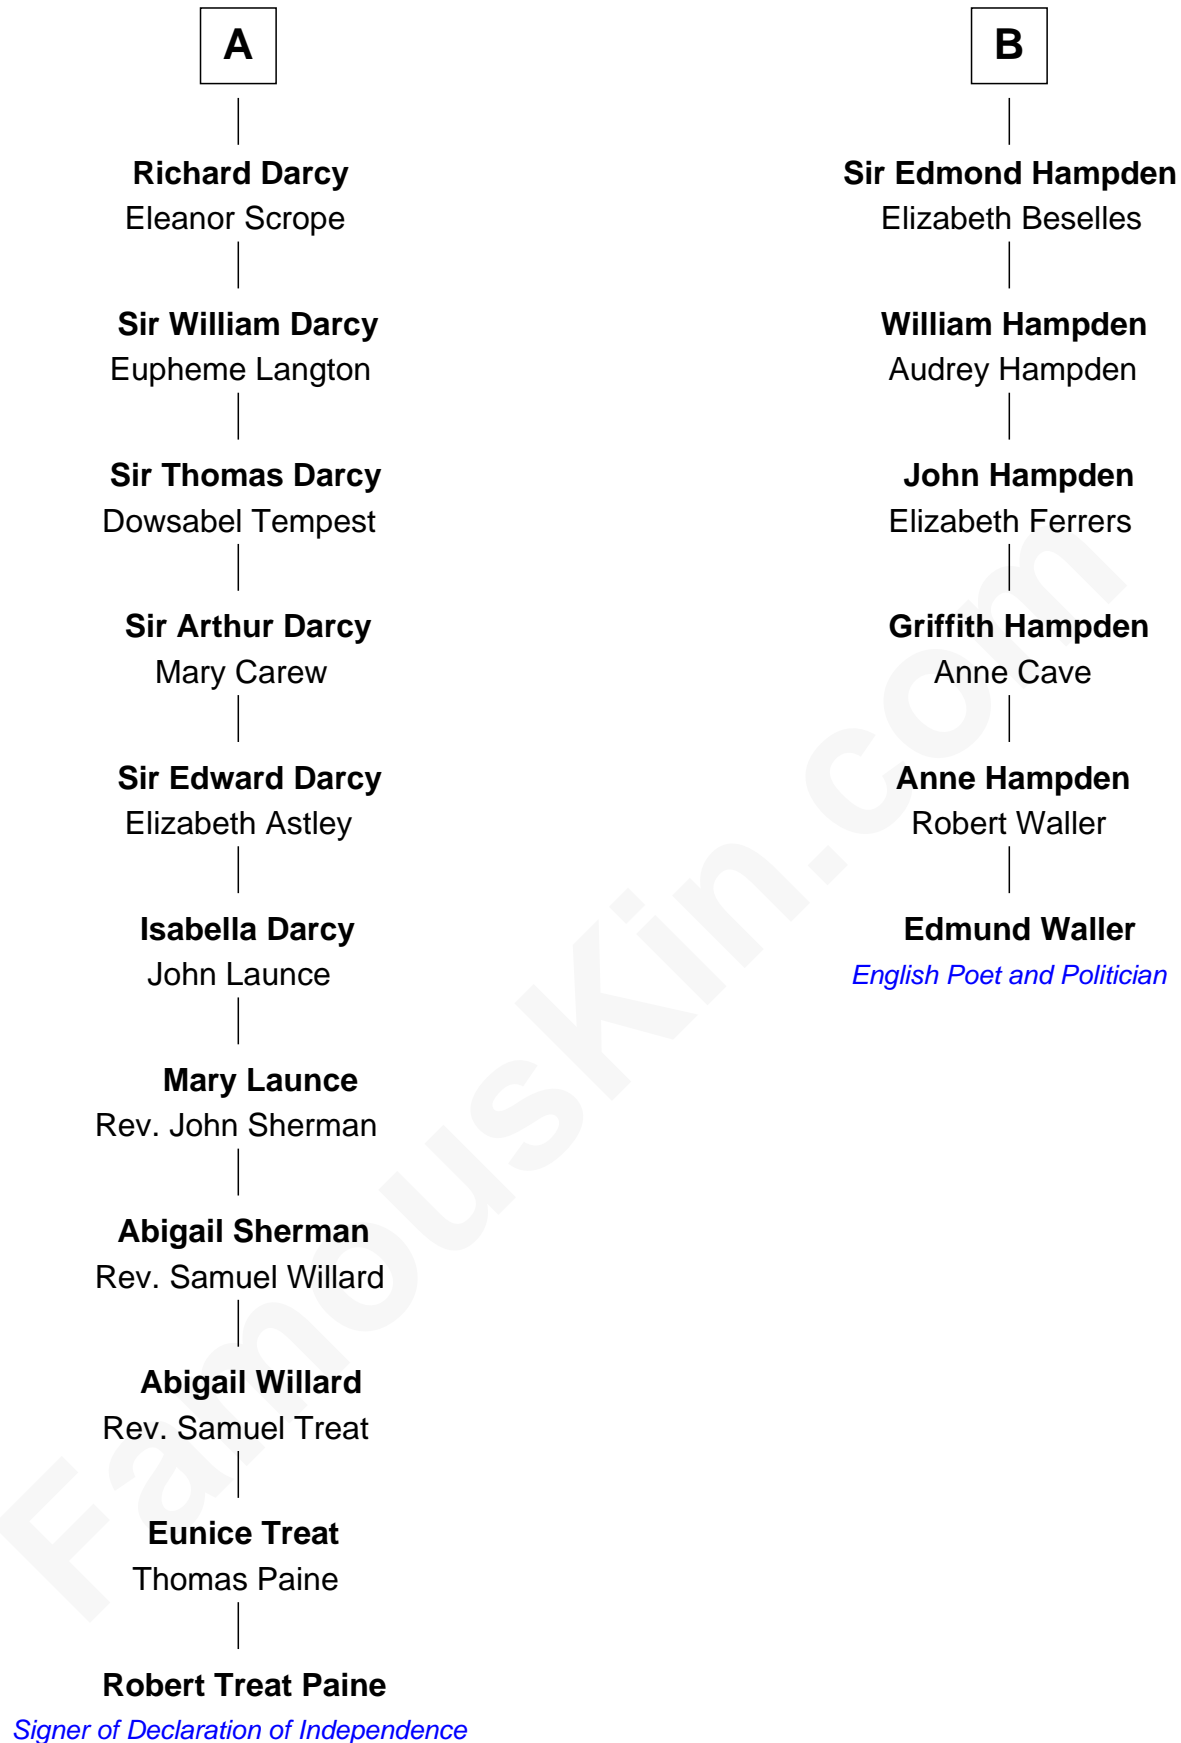 A
Richard Darcy
Eleanor Scrope
Sir William Darcy
Eupheme Langton
Sir Thomas Darcy
Dowsabel Tempest
Sir Arthur Darcy
Mary Carew
Sir Edward Darcy
Elizabeth Astley
Isabella Darcy
John Launce
Mary Launce
Rev. John Sherman
Abigail Sherman
Rev. Samuel Willard
Abigail Willard
Rev. Samuel Treat
Eunice Treat
Thomas Paine
Robert Treat Paine
Signer of Declaration of Independence
B
Sir Edmond Hampden
Elizabeth Beselles
William Hampden
Audrey Hampden
John Hampden
Elizabeth Ferrers
Griffith Hampden
Anne Cave
Anne Hampden
Robert Waller
Edmund Waller
English Poet and Politician
FamousKin.com